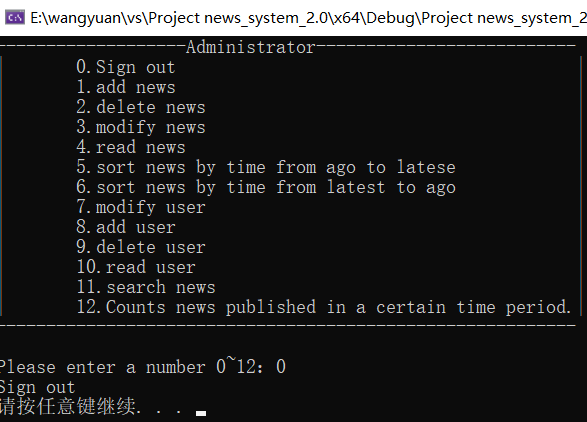 E:\wangyuan\vs\Project news_system_2.0\x64\Debug\Project news_system_2
--------------------Administrator----------------------------
0.Sign out
1.add news
2.delete news
3.modify news
4.read news
5.sort news by time from ago to latese
6.sort news by time from latest to ago
7.modify user
8.add user
9.delete user
10.read user
11.search news
12.Counts news published in a certain time period.
-------------------------------------------------------------
Please enter a number 0~12：0
Sign out
请按任意键继续. . .